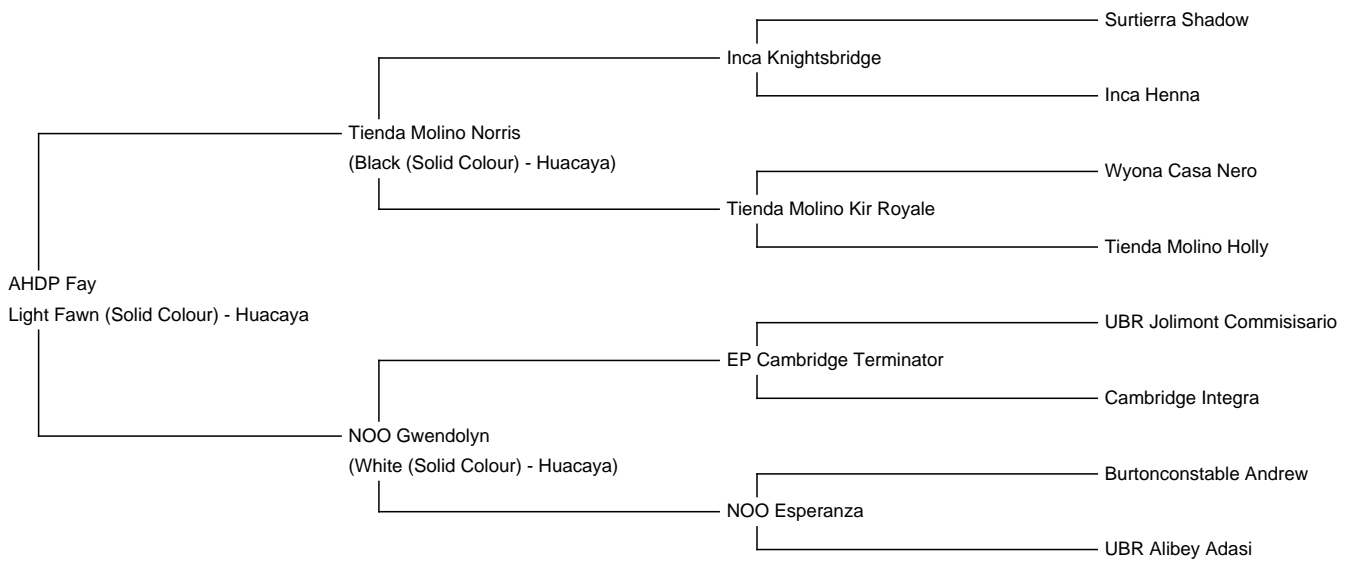 Surtierra Shadow
Inca Knightsbridge
Inca Henna
Tienda Molino Norris
(Black (Solid Colour) - Huacaya)
Wyona Casa Nero
Tienda Molino Kir Royale
Tienda Molino Holly
AHDP Fay
Light Fawn (Solid Colour) - Huacaya
UBR Jolimont Commisisario
EP Cambridge Terminator
Cambridge Integra
NOO Gwendolyn
(White (Solid Colour) - Huacaya)
Burtonconstable Andrew
NOO Esperanza
UBR Alibey Adasi